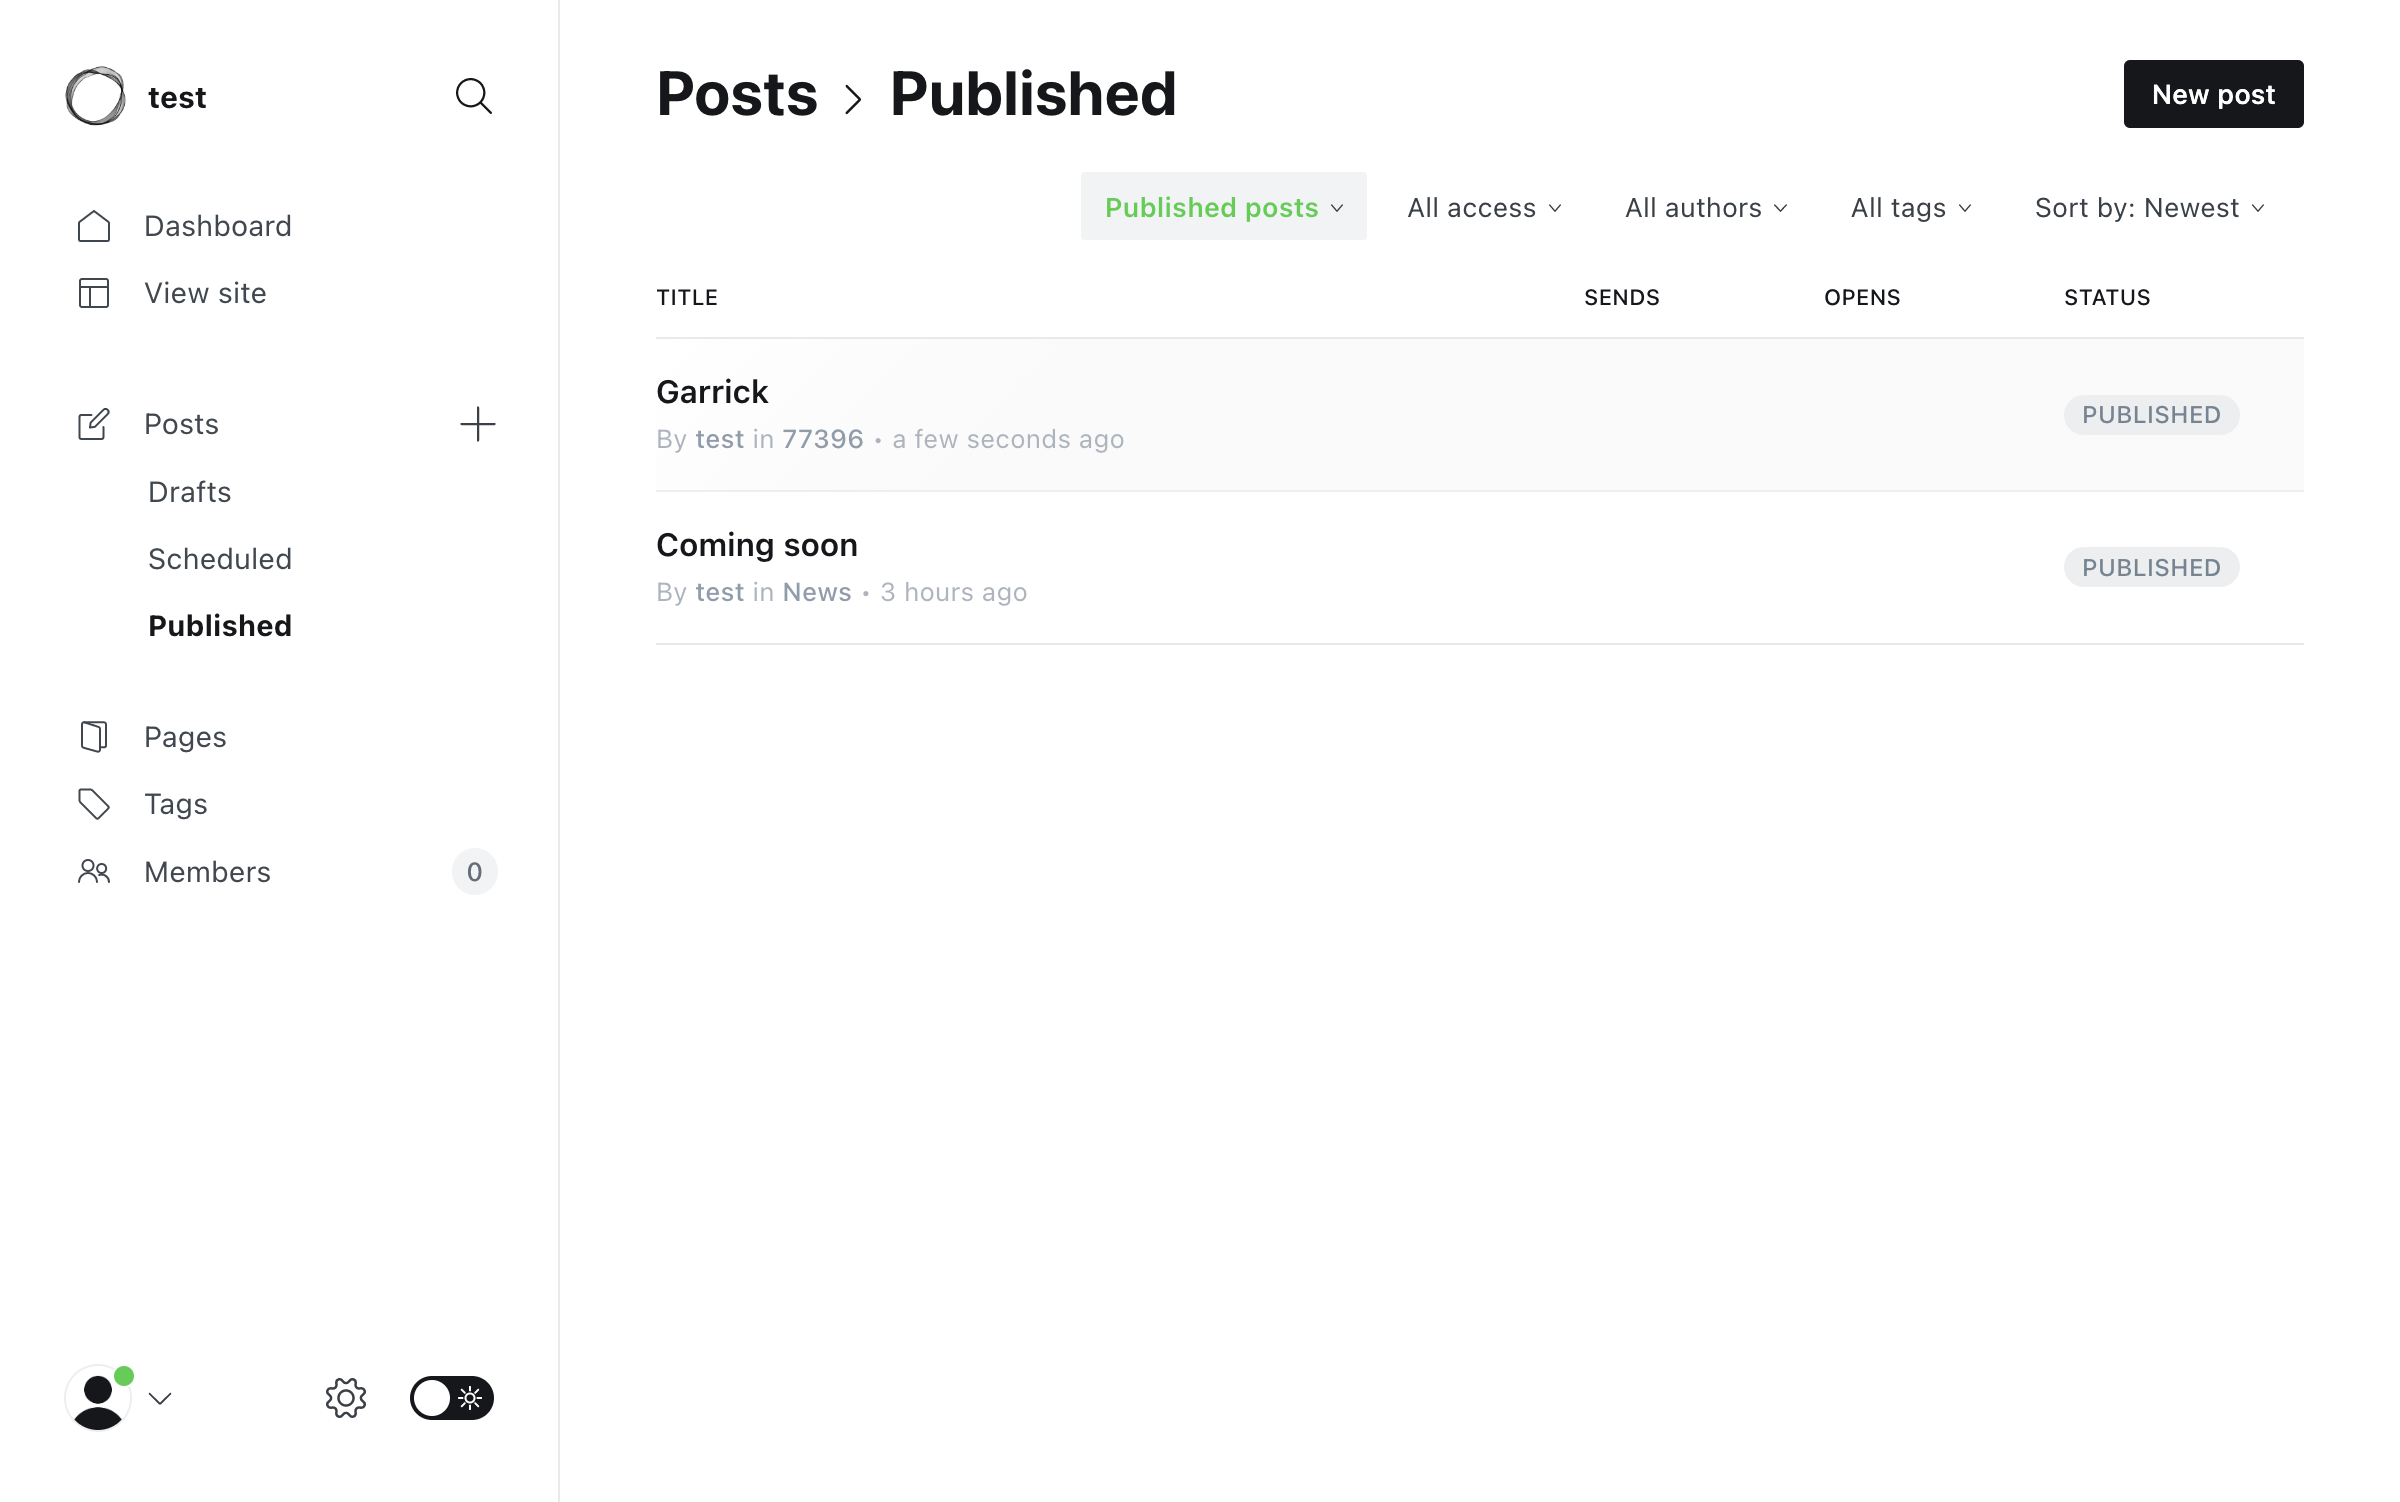 test
Dashboard
View site
Posts
Drafts
Scheduled
Published
Pages
Tags
Members 0
Posts > Published
New post
Published posts All access All authors All tags Sort by: Newest
TITLE SENDS OPENS STATUS
Garrick
By test in 77396 • a few seconds ago
PUBLISHED
Coming soon
By test in News • 3 hours ago
PUBLISHED